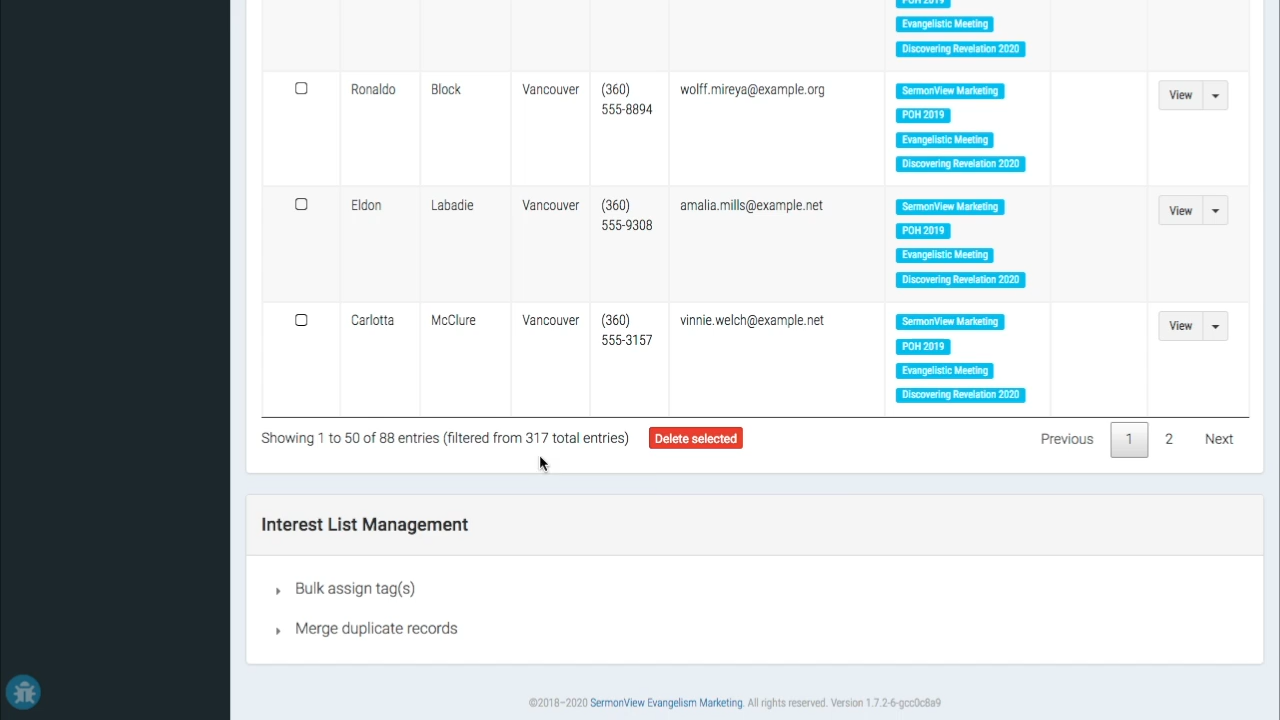 POH 2019
Evangelistic Meeting
Discovering Revelation 2020
Ronaldo Block Vancouver (360) 555-8894 wolff.mireya@example.org
SermonView Marketing
POH 2019
Evangelistic Meeting
Discovering Revelation 2020
View
Eldon Labadie Vancouver (360) 555-9308 amalia.mills@example.net
SermonView Marketing
POH 2019
Evangelistic Meeting
Discovering Revelation 2020
View
Carlotta McClure Vancouver (360) 555-3157 vinnie.welch@example.net
SermonView Marketing
POH 2019
Evangelistic Meeting
Discovering Revelation 2020
View
Showing 1 to 50 of 88 entries (filtered from 317 total entries) Delete selected Previous 1 2 Next
Interest List Management
Bulk assign tag(s)
Merge duplicate records
©2018–2020 SermonView Evangelism Marketing. All rights reserved. Version 1.7.2-6-gcc0c8a9